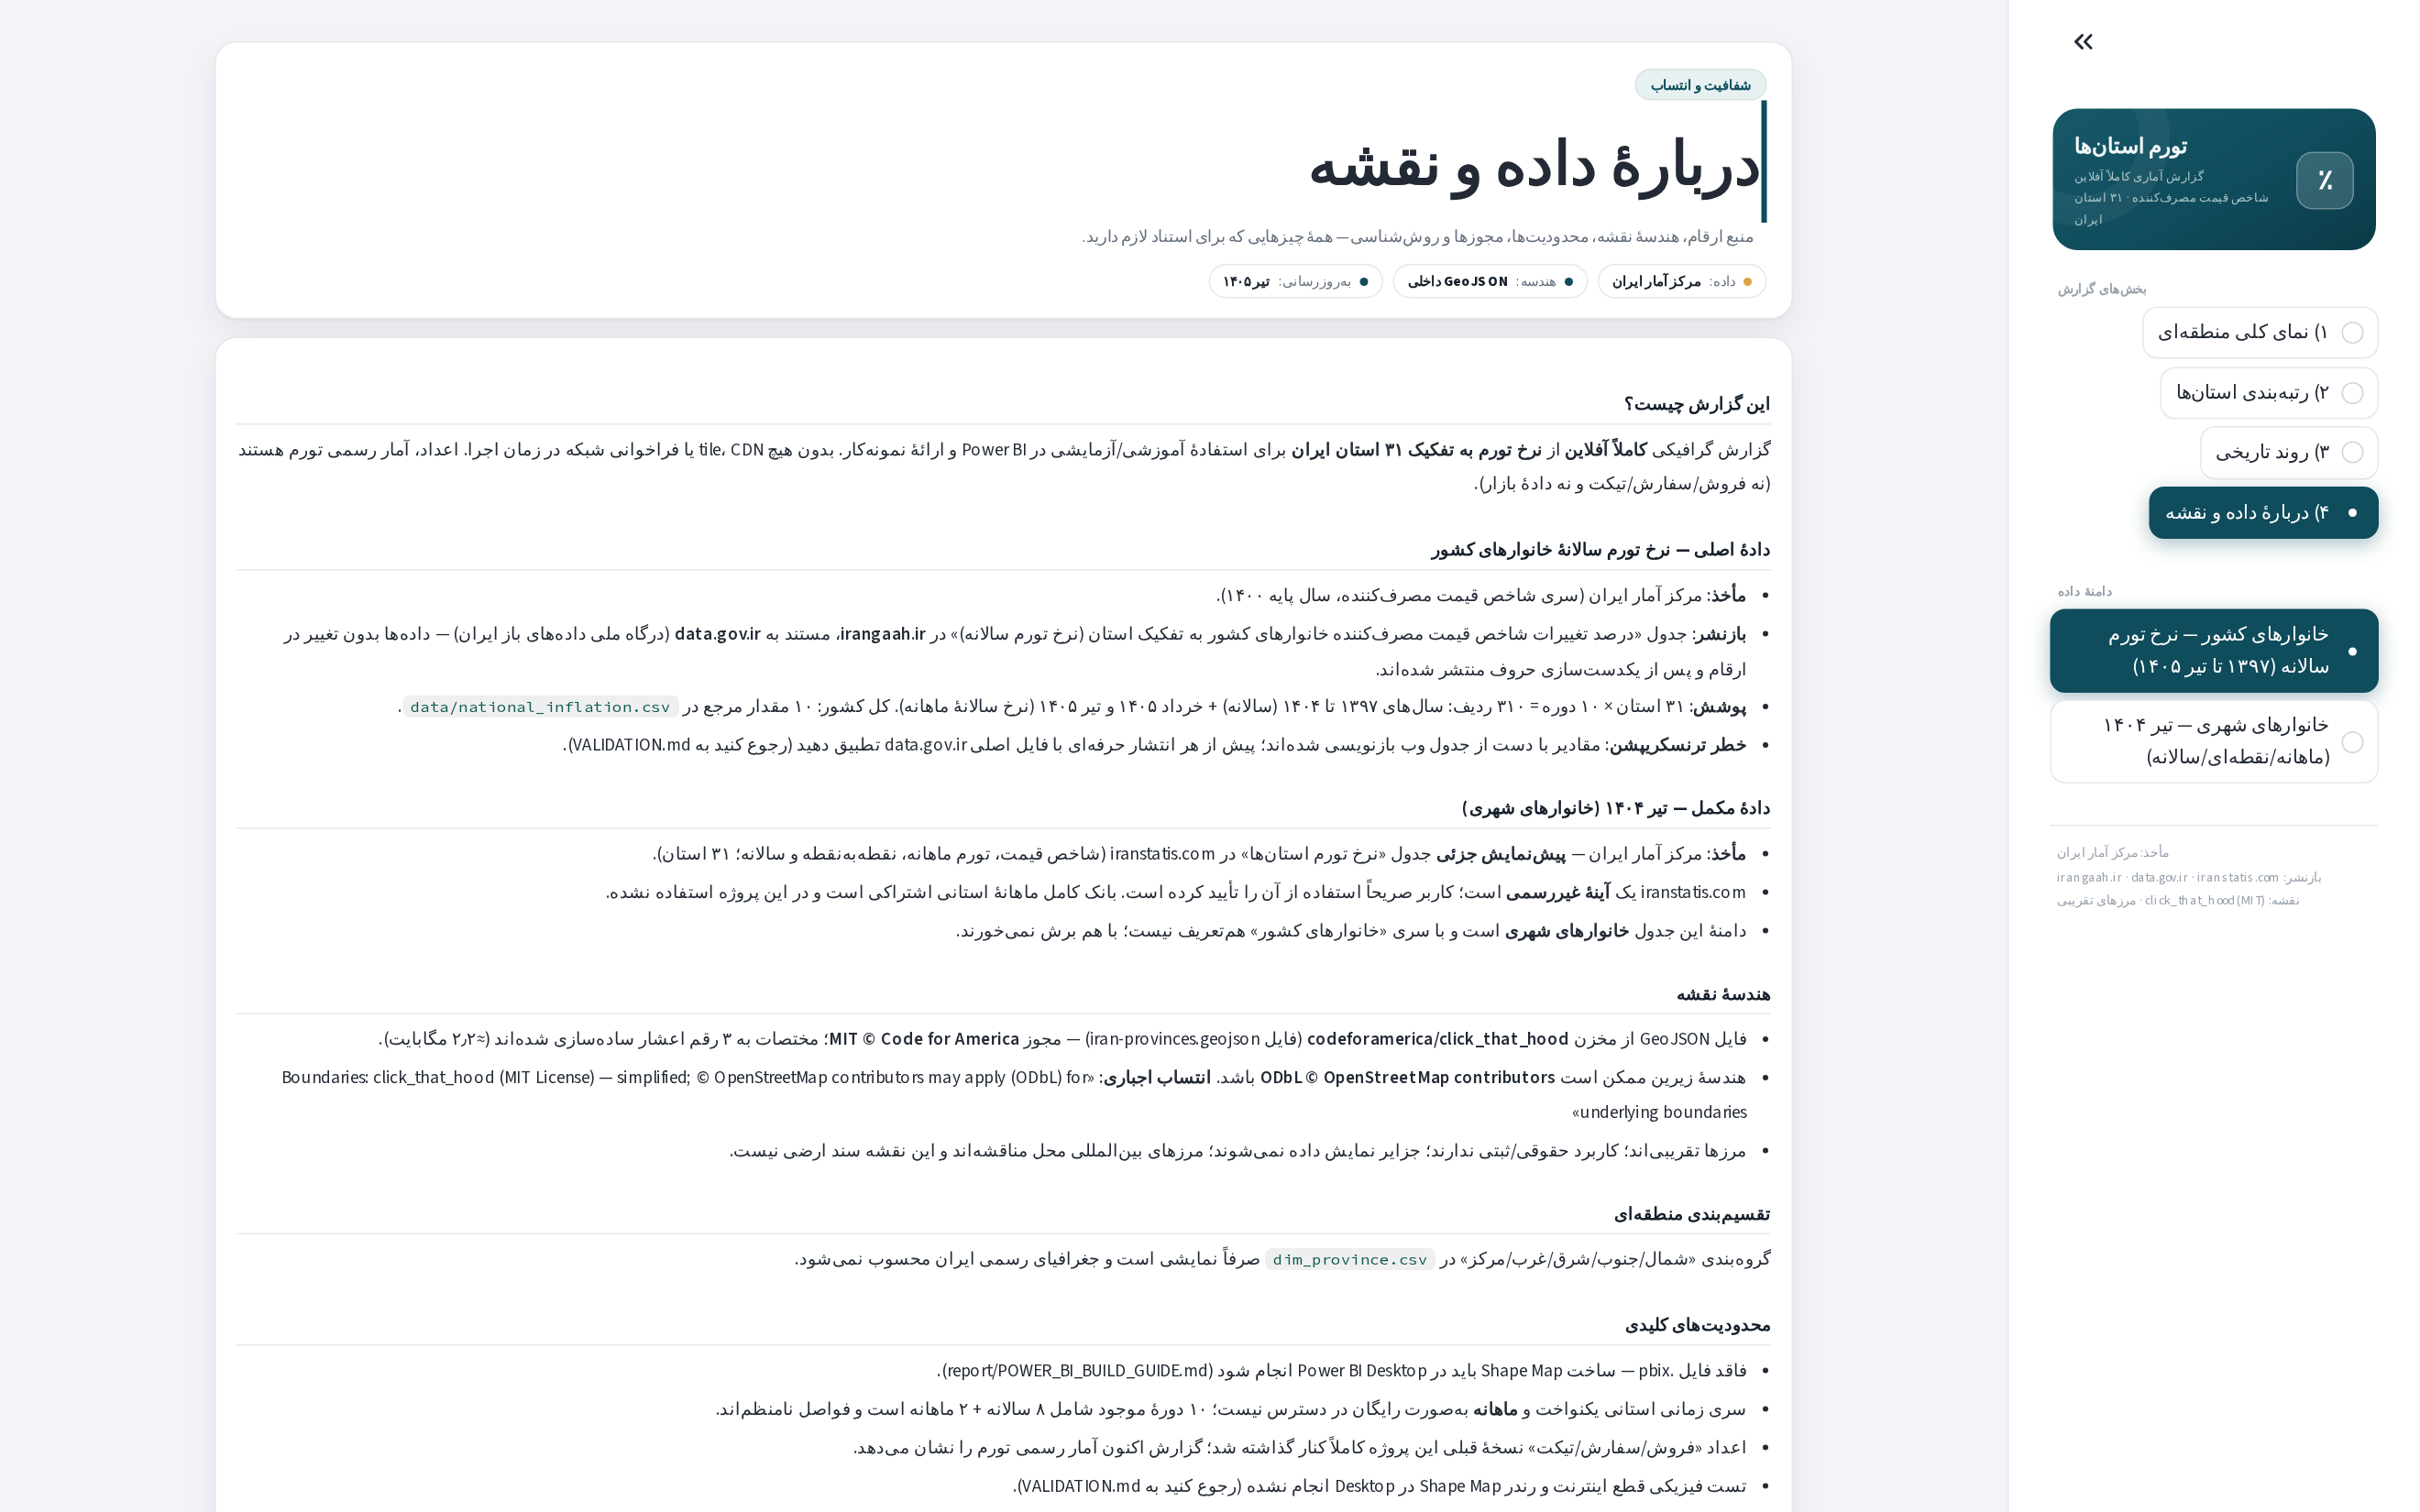 تورم استان‌ها
گزارش آماری کاملاً آفلاین
شاخص قیمت مصرف‌کننده · ۳۱ استان
ایران
٪
بخش‌های گزارش
۱) نمای کلی منطقه‌ای
۲) رتبه‌بندی استان‌ها
۳) روند تاریخی
۴) دربارهٔ داده و نقشه
دامنهٔ داده
خانوارهای کشور — نرخ تورم
سالانه (۱۳۹۷ تا تیر ۱۴۰۵)
خانوارهای شهری — تیر ۱۴۰۴
(ماهانه/نقطه‌ای/سالانه)
مأخذ: مرکز آمار ایران
بازنشر: irangaah.ir · data.gov.ir · iranstatis.com
نقشه: click_that_hood (MIT) · مرزهای تقریبی
شفافیت و انتساب
دربارهٔ داده و نقشه
منبع ارقام، هندسهٔ نقشه، محدودیت‌ها، مجوزها و روش‌شناسی — همهٔ چیزهایی که برای استناد لازم دارید.
داده: مرکز آمار ایران
هندسه: GeoJSON داخلی
به‌روزرسانی: تیر ۱۴۰۵
این گزارش چیست؟
گزارش گرافیکی کاملاً آفلاین از نرخ تورم به تفکیک ۳۱ استان ایران برای استفادهٔ آموزشی/آزمایشی در Power BI و ارائهٔ نمونه‌کار. بدون هیچ tile، CDN یا فراخوانی شبکه در زمان اجرا. اعداد، آمار رسمی تورم هستند
(نه فروش/سفارش/تیکت و نه دادهٔ بازار).
دادهٔ اصلی — نرخ تورم سالانهٔ خانوارهای کشور
مأخذ: مرکز آمار ایران (سری شاخص قیمت مصرف‌کننده، سال پایه ۱۴۰۰).
بازنشر: جدول «درصد تغییرات شاخص قیمت مصرف‌کننده خانوارهای کشور به تفکیک استان (نرخ تورم سالانه)» در irangaah.ir، مستند به data.gov.ir (درگاه ملی داده‌های باز ایران) — داده‌ها بدون تغییر در
ارقام و پس از یکدست‌سازی حروف منتشر شده‌اند.
پوشش: ۳۱ استان × ۱۰ دوره = ۳۱۰ ردیف: سال‌های ۱۳۹۷ تا ۱۴۰۴ (سالانه) + خرداد ۱۴۰۵ و تیر ۱۴۰۵ (نرخ سالانهٔ ماهانه). کل کشور: ۱۰ مقدار مرجع در data/national_inflation.csv.
خطر ترنسکریپشن: مقادیر با دست از جدول وب بازنویسی شده‌اند؛ پیش از هر انتشار حرفه‌ای با فایل اصلی data.gov.ir تطبیق دهید (رجوع کنید به VALIDATION.md).
دادهٔ مکمل — تیر ۱۴۰۴ (خانوارهای شهری)
مأخذ: مرکز آمار ایران — پیش‌نمایش جزئی جدول «نرخ تورم استان‌ها» در iranstatis.com (شاخص قیمت، تورم ماهانه، نقطه‌به‌نقطه و سالانه؛ ۳۱ استان).
iranstatis.com یک آینهٔ غیررسمی است؛ کاربر صریحاً استفاده از آن را تأیید کرده است. بانک کامل ماهانهٔ استانی اشتراکی است و در این پروژه استفاده نشده.
دامنهٔ این جدول خانوارهای شهری است و با سری «خانوارهای کشور» هم‌تعریف نیست؛ با هم برش نمی‌خورند.
هندسهٔ نقشه
فایل GeoJSON از مخزن codeforamerica/click_that_hood (فایل iran-provinces.geojson) — مجوز MIT © Code for America؛ مختصات به ۳ رقم اعشار ساده‌سازی شده‌اند (≈۲٫۲ مگابایت).
هندسهٔ زیرین ممکن است ODbL © OpenStreetMap contributors باشد. انتساب اجباری: «Boundaries: click_that_hood (MIT License) — simplified; © OpenStreetMap contributors may apply (ODbL) for
underlying boundaries»
مرزها تقریبی‌اند؛ کاربرد حقوقی/ثبتی ندارند؛ جزایر نمایش داده نمی‌شوند؛ مرزهای بین‌المللی محل مناقشه‌اند و این نقشه سند ارضی نیست.
تقسیم‌بندی منطقه‌ای
گروه‌بندی «شمال/جنوب/شرق/غرب/مرکز» در dim_province.csv صرفاً نمایشی است و جغرافیای رسمی ایران محسوب نمی‌شود.
محدودیت‌های کلیدی
فاقد فایل .pbix — ساخت Shape Map باید در Power BI Desktop انجام شود (report/POWER_BI_BUILD_GUIDE.md).
سری زمانی استانی یکنواخت و ماهانه به‌صورت رایگان در دسترس نیست؛ ۱۰ دورهٔ موجود شامل ۸ سالانه + ۲ ماهانه است و فواصل نامنظم‌اند.
اعداد «فروش/سفارش/تیکت» نسخهٔ قبلی این پروژه کاملاً کنار گذاشته شد؛ گزارش اکنون آمار رسمی تورم را نشان می‌دهد.
تست فیزیکی قطع اینترنت و رندر Shape Map در Desktop انجام نشده (رجوع کنید به VALIDATION.md).